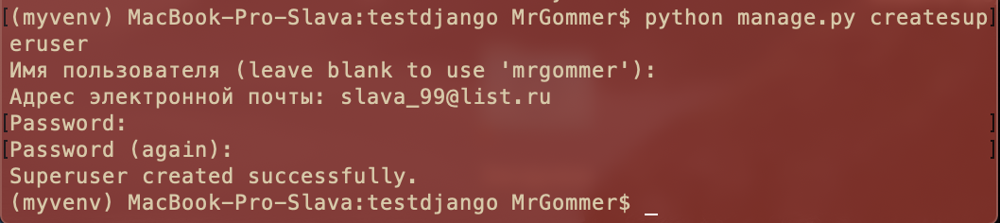 [(myvenv) MacBook-Pro-Slava:testdjango MrGommer$ python manage.py createsup]
eruser
Имя пользователя (leave blank to use 'mrgommer'):
Адрес электронной почты: slava_99@list.ru
[Password: ]
[Password (again): ]
Superuser created successfully.
(myvenv) MacBook-Pro-Slava:testdjango MrGommer$ _